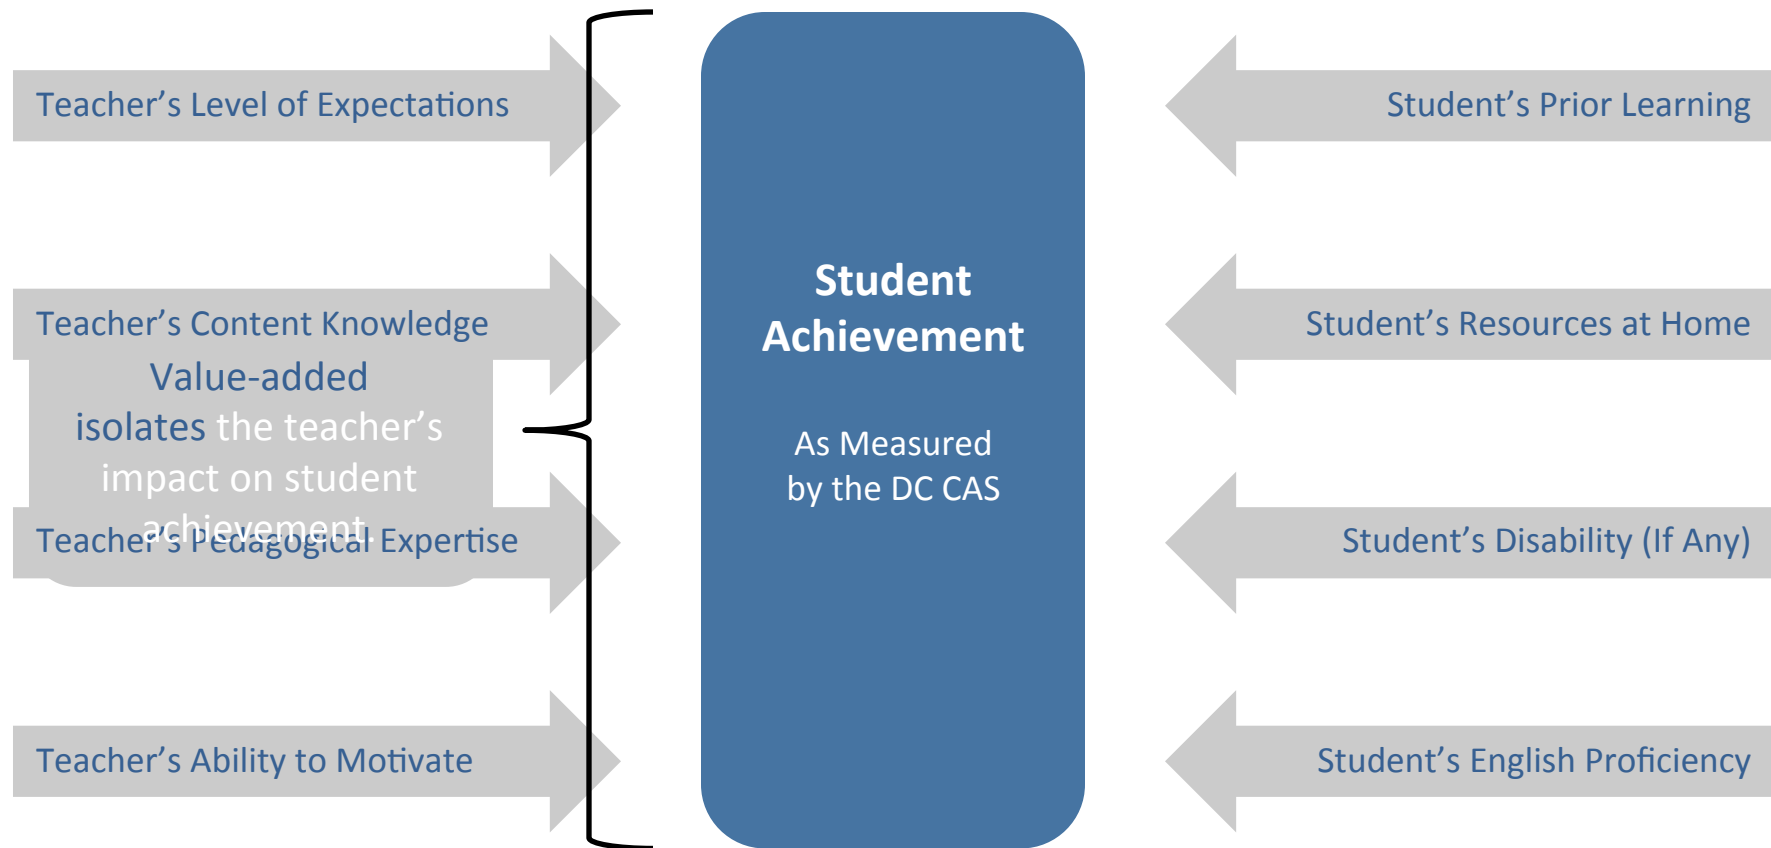 Teacher’s Level of Expectations
Teacher’s Content Knowledge
Value-added
isolates the teacher’s
impact on student
achievement.
Teacher’s Pedagogical Expertise
Teacher’s Ability to Motivate
Student
Achievement
As Measured
by the DC CAS
Student’s Prior Learning
Student’s Resources at Home
Student’s Disability (If Any)
Student’s English Proficiency